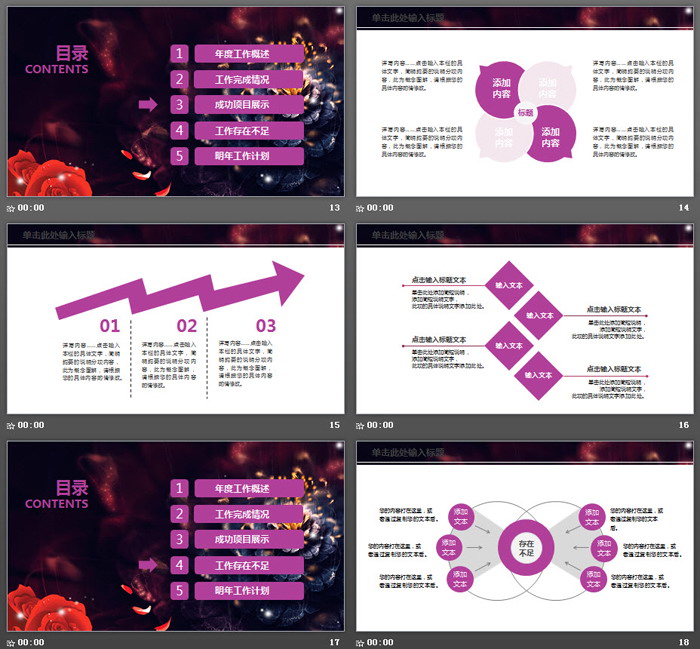 目录
CONTENTS
1 年度工作概述
2 工作完成情况
3 成功项目展示
4 工作存在不足
5 明年工作计划
00:00 13
单击此处输入标题
详写内容……点击输入本栏的具
体文字,简明扼要的说明分项内
容,此为概念图解,请根据您的
具体内容酌情修改。
详写内容……点击输入本栏的具
体文字,简明扼要的说明分项内
容,此为概念图解,请根据您的
具体内容酌情修改。
添加
内容
添加
内容
标题
添加
内容
添加
内容
详写内容……点击输入本栏的具
体文字,简明扼要的说明分项内
容,此为概念图解,请根据您的
具体内容酌情修改。
详写内容……点击输入本栏的具
体文字,简明扼要的说明分项内
容,此为概念图解,请根据您的
具体内容酌情修改。
00:00 14
单击此处输入标题
01
详写内容……点击输入
本栏的具体文字,简明
扼要的说明分项内
容,此为概念图解,
请根据您的具体内容
酌情修改。
02
详写内容……点击输入
本栏的具体文字,简明
扼要的说明分项内
容,此为概念图解,
请根据您的具体内容
酌情修改。
03
详写内容……点击输入
本栏的具体文字,简明
扼要的说明分项内
容,此为概念图解,
请根据您的具体内容
酌情修改。
00:00 15
单击此处输入标题
点击输入标题文本
单击此处添加简短说明,
添加简短说明文字,
此项的具体说明文字添加此处。
输入文本
输入文本
点击输入标题文本
单击此处添加简短说明,
添加简短说明文字,
此项的具体说明文字添加此处。
点击输入标题文本
单击此处添加简短说明,
添加简短说明文字,
此项的具体说明文字添加此处。
输入文本
输入文本
点击输入标题文本
单击此处添加简短说明,
添加简短说明文字,
此项的具体说明文字添加此处。
00:00 16
目录
CONTENTS
1 年度工作概述
2 工作完成情况
3 成功项目展示
4 工作存在不足
5 明年工作计划
00:00 17
单击此处输入标题
您的内容打在这里,或
者通过复制您的文本后。
添加
文本
添加
文本
您的内容打在这里,或
者通过复制您的文本后。
您的内容打在这里,或
者通过复制您的文本后。
添加
文本
存在
不足
添加
文本
您的内容打在这里,或
者通过复制您的文本后。
您的内容打在这里,或
者通过复制您的文本后。
添加
文本
添加
文本
您的内容打在这里,或
者通过复制您的文本后。
00:00 18